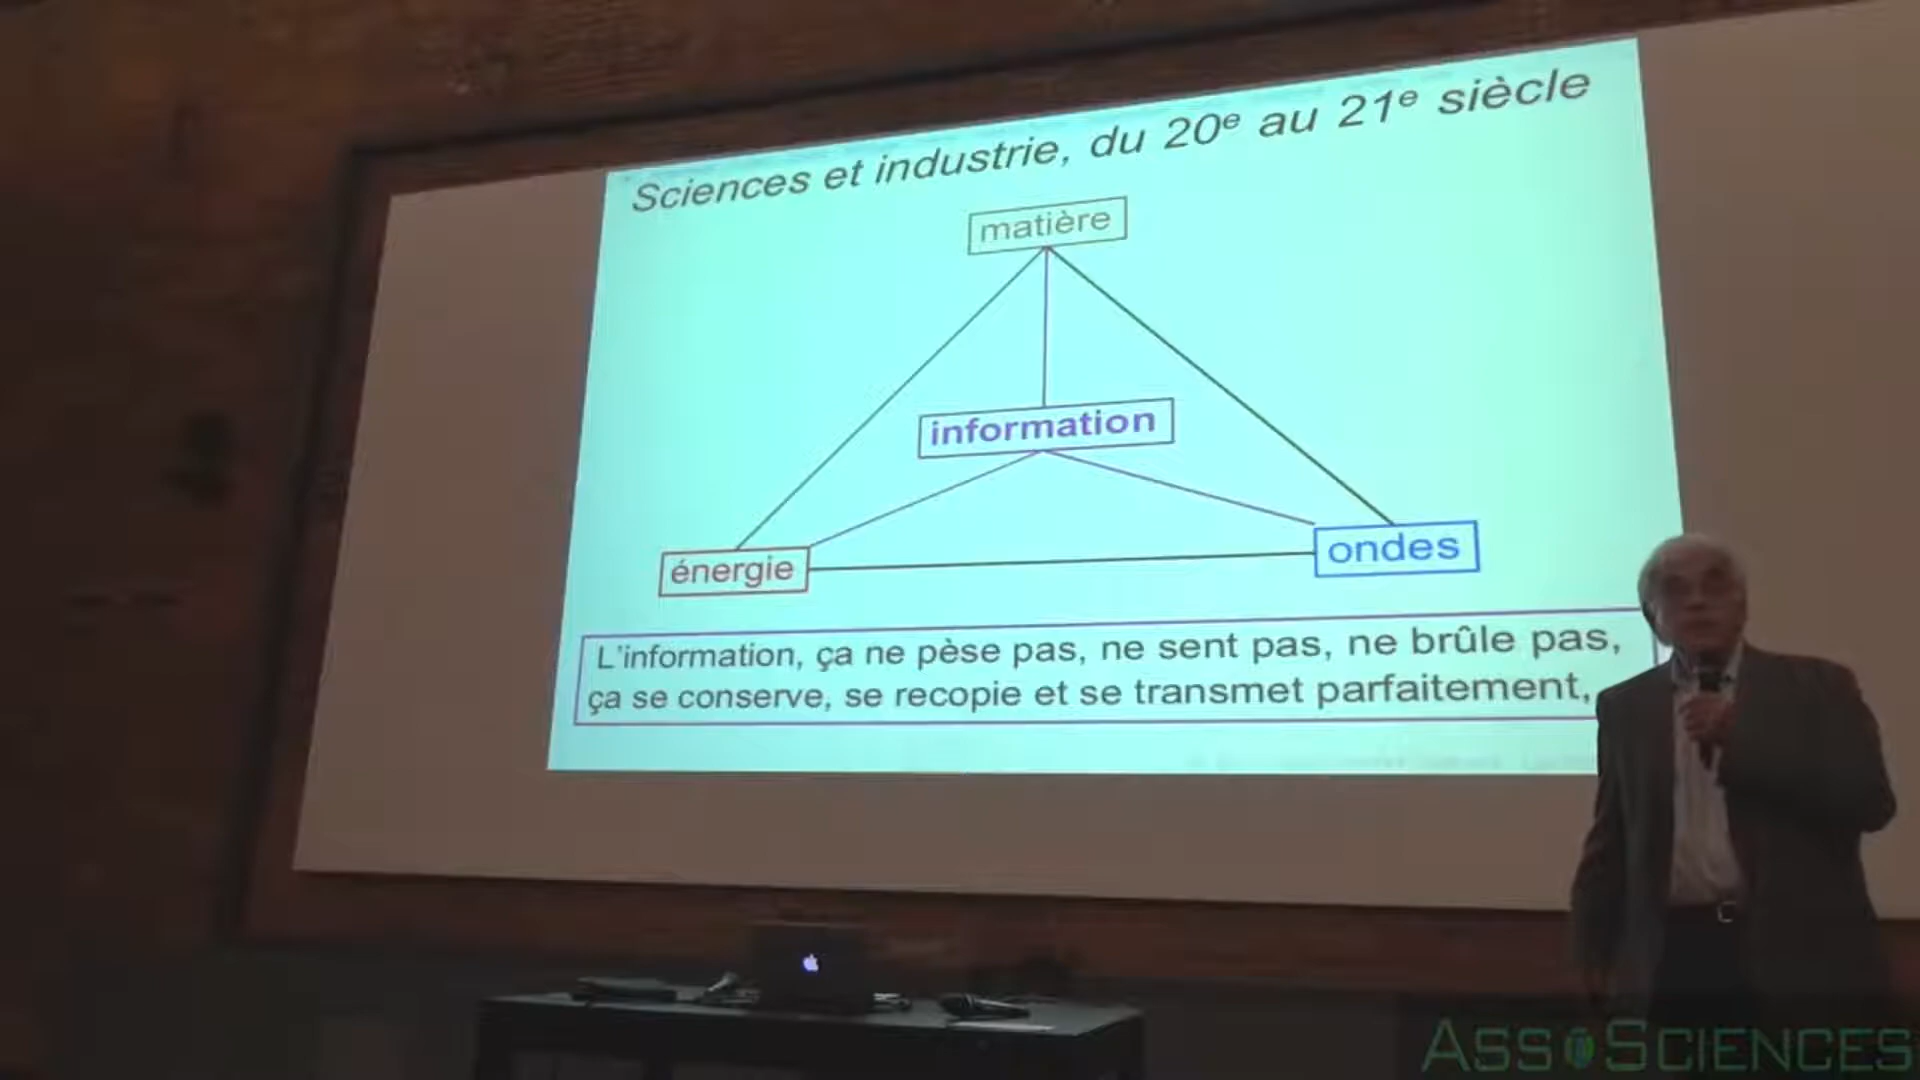 Sciences et industrie, du 20e au 21e siècle
matière
information
énergie
ondes
L'information, ça ne pèse pas, ne sent pas, ne brûle pas,
ça se conserve, se recopie et se transmet parfaitement,
ASSOSCIENCES